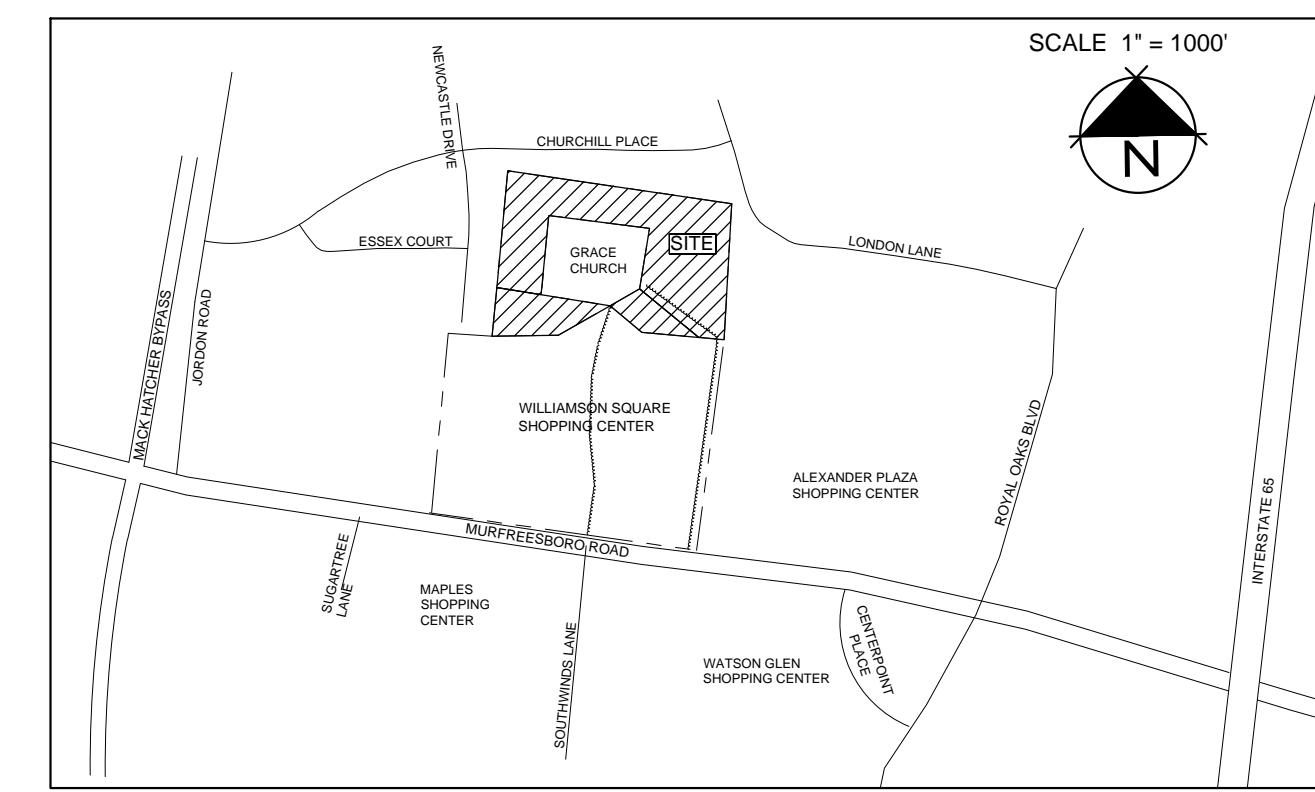 SCALE 1" = 1000'
N
NEWCASTLE DRIVE
CHURCHILL PLACE
ESSEX COURT
GRACE
CHURCH
SITE
LONDON LANE
MACK HATCHER BYPASS
JORDON ROAD
WILLIAMSON SQUARE
SHOPPING CENTER
ALEXANDER PLAZA
SHOPPING CENTER
ROYAL OAKS BLVD
INTERSTATE 65
MURFREESBORO ROAD
SUGARTREE
LANE
MAPLES
SHOPPING
CENTER
SOUTHWINDS LANE
WATSON GLEN
SHOPPING CENTER
CENTERPOINT
PLACE